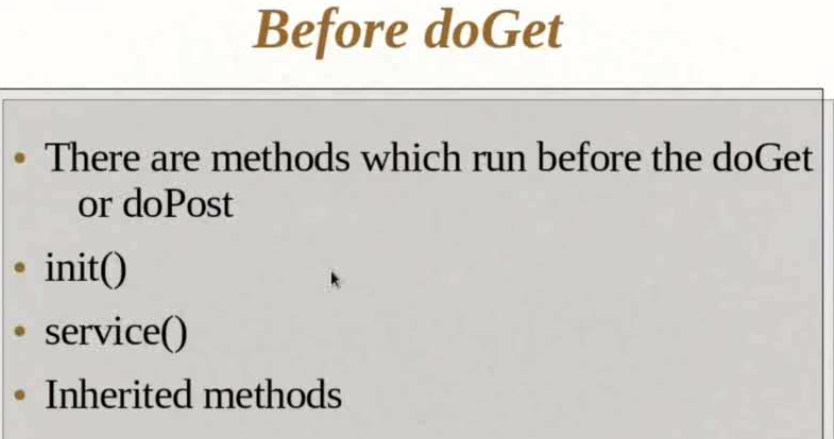 Before doGet
• There are methods which run before the doGet
or doPost
• init()
• service()
• Inherited methods